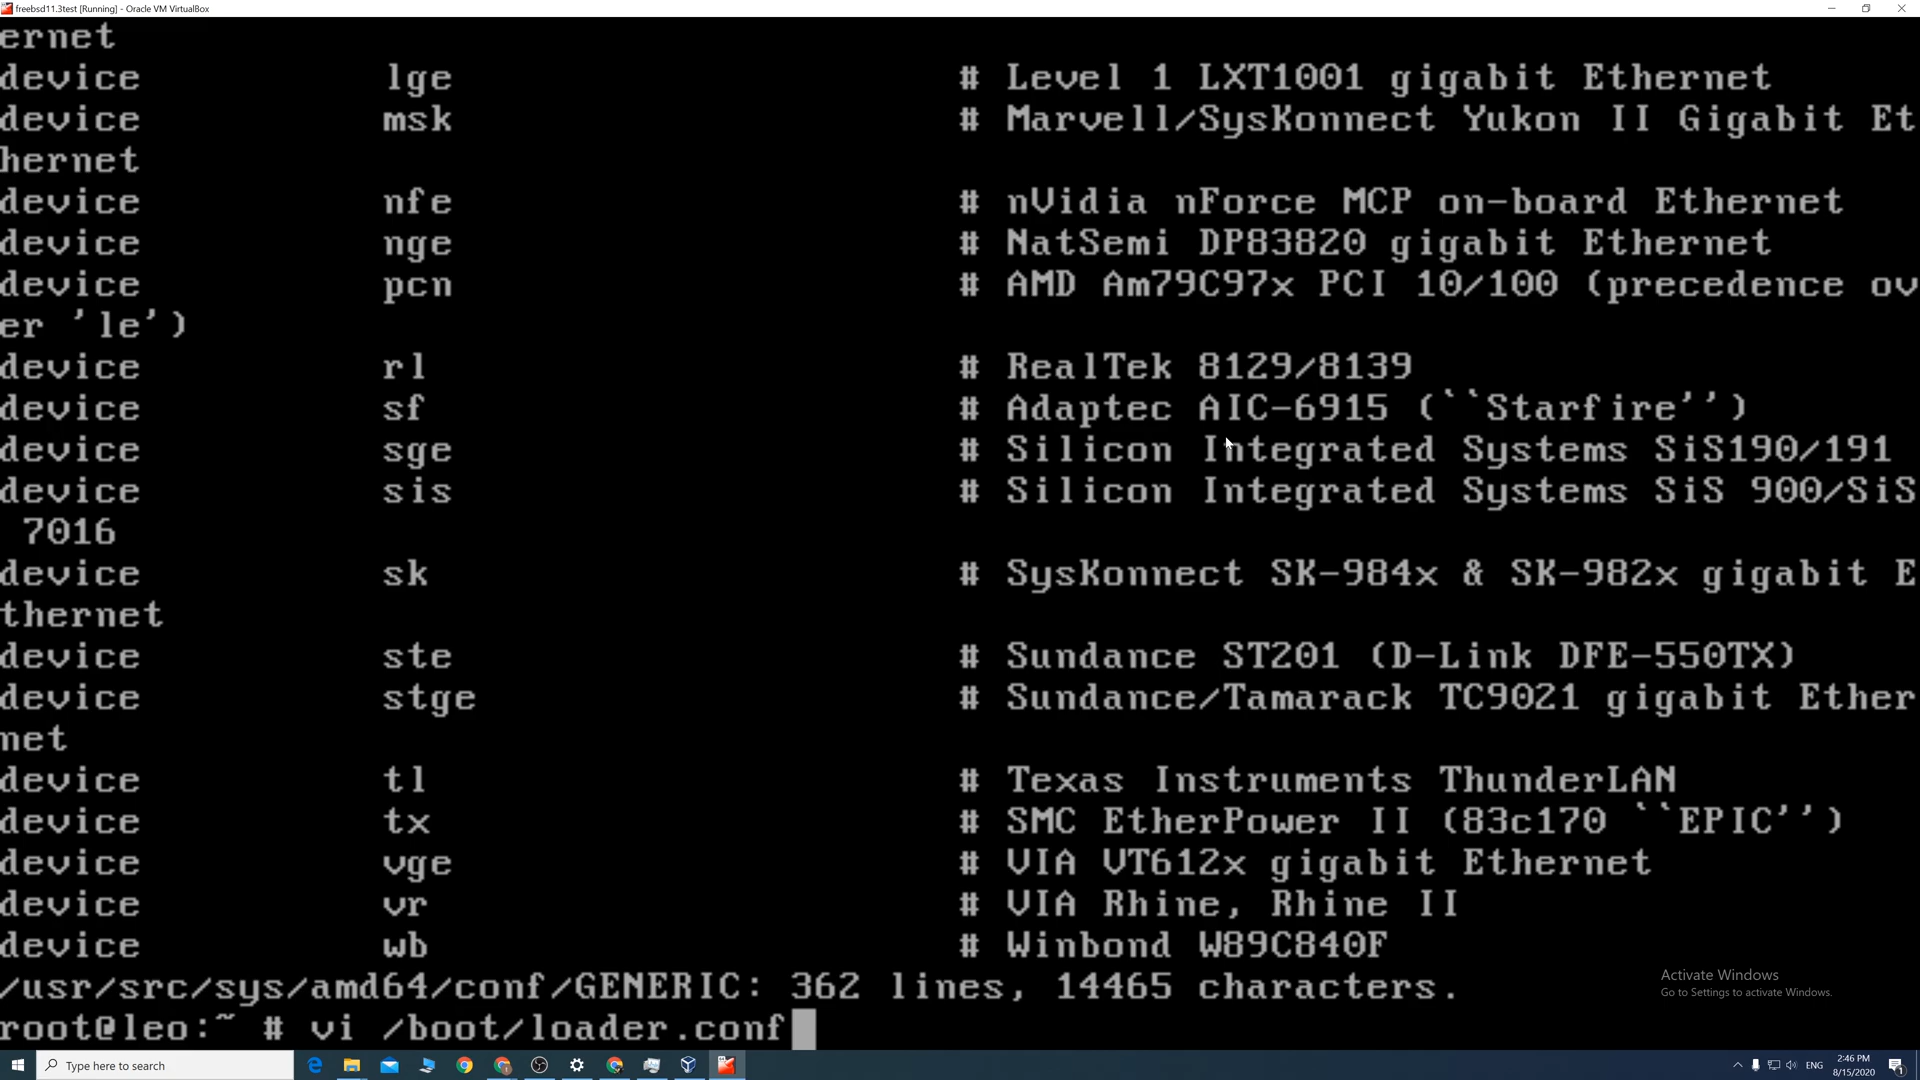 freebsd11.3test [Running] - Oracle VM VirtualBox
ernet
device lge # Level 1 LXT1001 gigabit Ethernet
device msk # Marvell/SysKonnect Yukon II Gigabit Et
hernet
device nfe # nVidia nForce MCP on-board Ethernet
device nge # NatSemi DP83820 gigabit Ethernet
device pcn # AMD Am79C97x PCI 10/100 (precedence ov
er 'le')
device rl # RealTek 8129/8139
device sf # Adaptec AIC-6915 (``Starfire'')
device sge # Silicon Integrated Systems SiS190/191
device sis # Silicon Integrated Systems SiS 900/SiS
7016
device sk # SysKonnect SK-984x & SK-982x gigabit E
thernet
device ste # Sundance ST201 (D-Link DFE-550TX)
device stge # Sundance/Tamarack TC9021 gigabit Ether
net
device tl # Texas Instruments ThunderLAN
device tx # SMC EtherPower II (83c170 ``EPIC'')
device vge # VIA VT612x gigabit Ethernet
device vr # VIA Rhine, Rhine II
device wb # Winbond W89C840F
/usr/src/sys/amd64/conf/GENERIC: 362 lines, 14465 characters.
root@leo:~ # vi /boot/loader.conf
Activate Windows
Go to Settings to activate Windows.
Type here to search
ENG
2:46 PM
8/15/2020
1